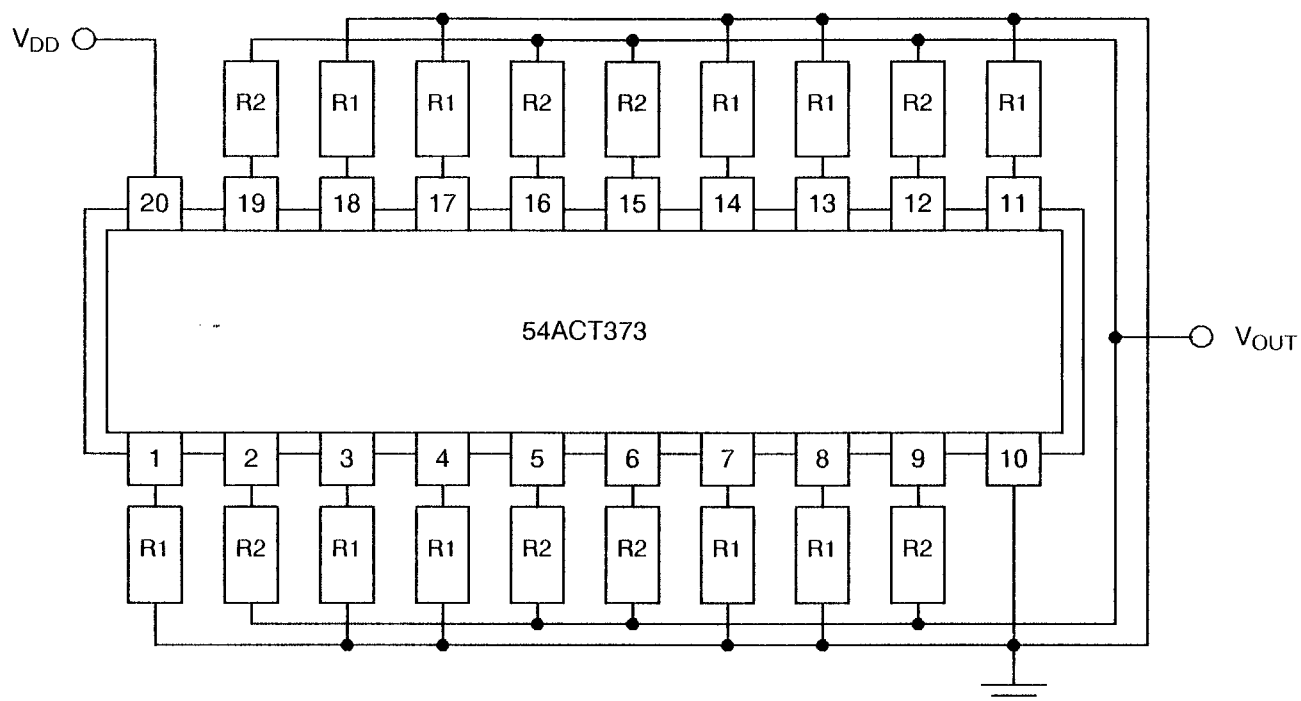 V_DD
R2 R1 R1 R2 R2 R1 R1 R2 R1
20 19 18 17 16 15 14 13 12 11
54ACT373
V_OUT
1 2 3 4 5 6 7 8 9 10
R1 R2 R1 R1 R2 R2 R1 R1 R2